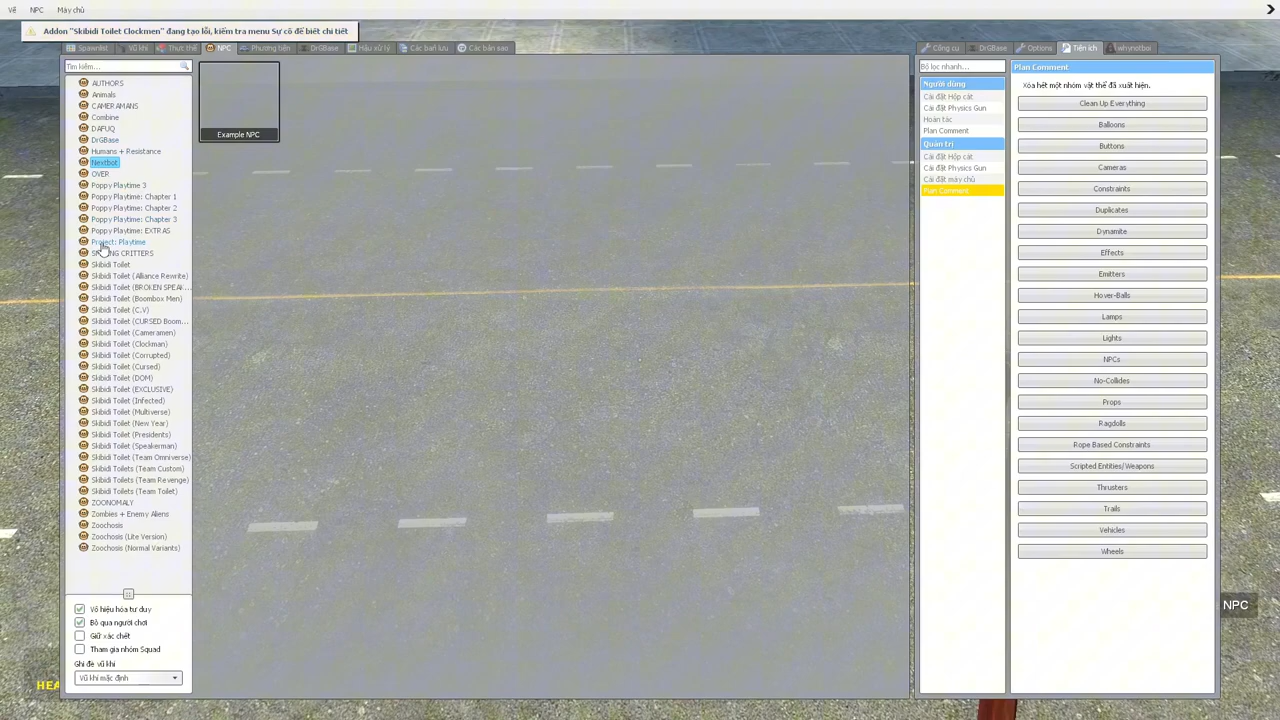 Vẽ NPC Máy chủ
Addon "Skibidi Toilet Clockmen" đang tạo lỗi, kiểm tra menu Sự cố để biết chi tiết
Spawnlist Vũ khí Thực thể NPC Phương tiện DrGBase Hậu xử lý Các bản lưu Các bản sao
Tìm kiếm...
AUTHORS
Animals
CAMERAMANS
Combine
DAFUQ
DrGBase
Humans + Resistance
Nextbot
OVER
Poppy Playtime 3
Poppy Playtime: Chapter 1
Poppy Playtime: Chapter 2
Poppy Playtime: Chapter 3
Poppy Playtime: EXTRAS
Project: Playtime
CRITTERS
Skibidi Toilet
Skibidi Toilet (Alliance Rewrite)
Skibidi Toilet (BROKEN SPEAK...
Skibidi Toilet (Boombox Men)
Skibidi Toilet (C.V)
Skibidi Toilet (CURSED Boom...
Skibidi Toilet (Cameramen)
Skibidi Toilet (Clockman)
Skibidi Toilet (Corrupted)
Skibidi Toilet (Cursed)
Skibidi Toilet (DOM)
Skibidi Toilet (EXCLUSIVE)
Skibidi Toilet (Infected)
Skibidi Toilet (Multiverse)
Skibidi Toilet (New Year)
Skibidi Toilet (Presidents)
Skibidi Toilet (Speakerman)
Skibidi Toilet (Team Omniverse)
Skibidi Toilets (Team Custom)
Skibidi Toilets (Team Revenge)
Skibidi Toilets (Team Toilet)
ZOONOMALY
Zombies + Enemy Aliens
Zoochosis
Zoochosis (Lite Version)
Zoochosis (Normal Variants)
Vô hiệu hóa tư duy
Bỏ qua người chơi
Giữ xác chết
Tham gia nhóm Squad
Ghi đè vũ khí
Vũ khí mặc định
HEA
Example NPC
Công cụ DrGBase Options Tiện ích whynotboi
Bộ lọc nhanh...
Người dùng
Cài đặt Hộp cát
Cài đặt Physics Gun
Hoàn tác
Plan Comment
Quản trị
Cài đặt Hộp cát
Cài đặt Physics Gun
Cài đặt máy chủ
Plan Comment
Plan Comment
Xóa hết một nhóm vật thể đã xuất hiện.
Clean Up Everything
Balloons
Buttons
Cameras
Constraints
Duplicates
Dynamite
Effects
Emitters
Hover-Balls
Lamps
Lights
NPCs
No-Collides
Props
Ragdolls
Rope Based Constraints
Scripted Entities/Weapons
Thrusters
Trails
Vehicles
Wheels
NPC